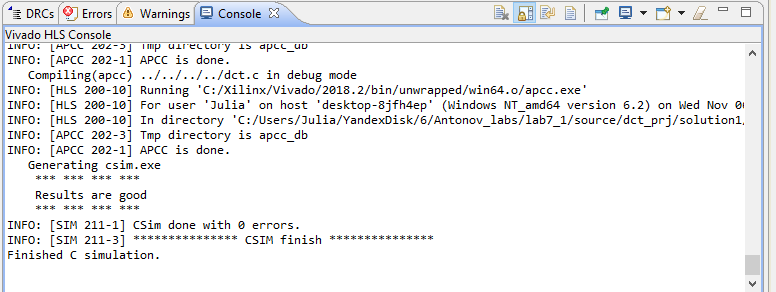 DRCs Errors Warnings Console
Vivado HLS Console
INFO: [APCC 202-3] Tmp directory is apcc_db
INFO: [APCC 202-1] APCC is done.
Compiling(apcc) ../../../../dct.c in debug mode
INFO: [HLS 200-10] Running 'C:/Xilinx/Vivado/2018.2/bin/unwrapped/win64.o/apcc.exe'
INFO: [HLS 200-10] For user 'Julia' on host 'desktop-8jfh4ep' (Windows NT_amd64 version 6.2) on Wed Nov 0
INFO: [HLS 200-10] In directory 'C:/Users/Julia/YandexDisk/6/Antonov_labs/lab7_1/source/dct_prj/solution1/
INFO: [APCC 202-3] Tmp directory is apcc_db
INFO: [APCC 202-1] APCC is done.
Generating csim.exe
*** *** *** ***
Results are good
*** *** *** ***
INFO: [SIM 211-1] CSim done with 0 errors.
INFO: [SIM 211-3] *************** CSIM finish ***************
Finished C simulation.